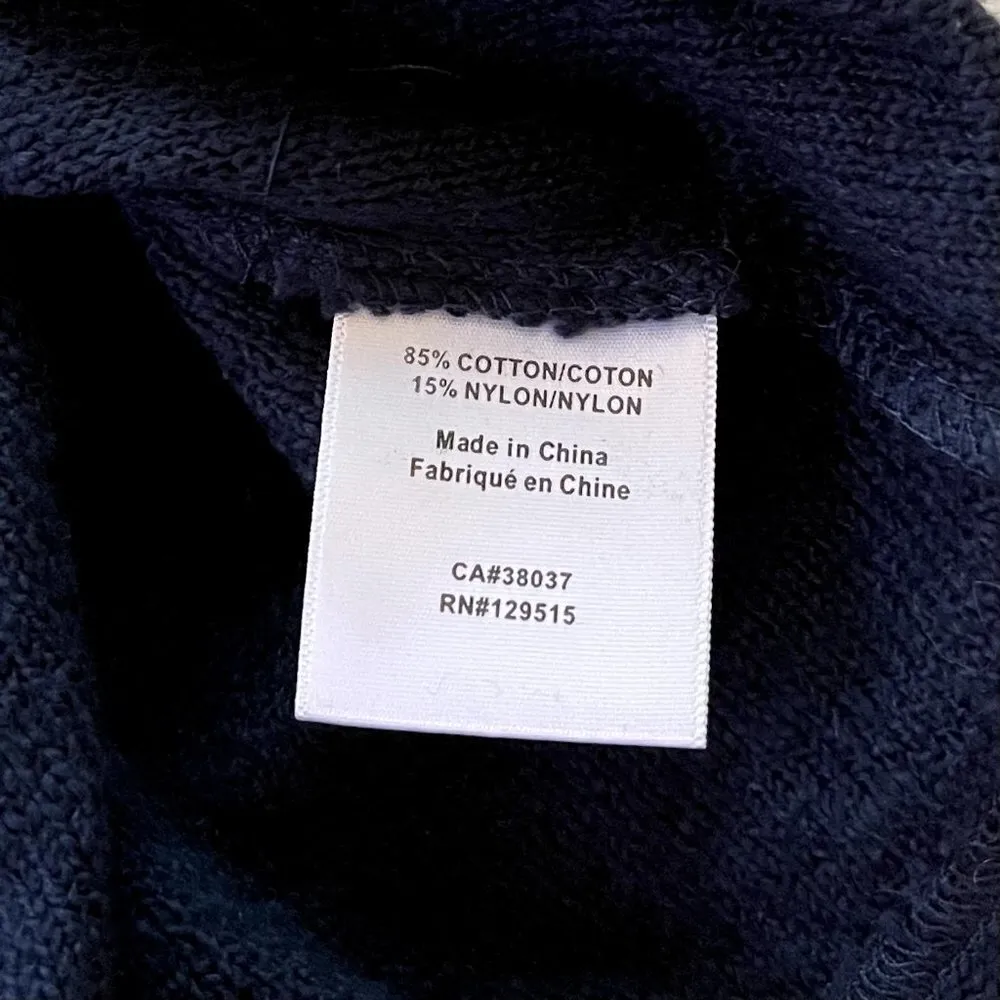 85% COTTON/COTON
15% NYLON/NYLON
Made in China
Fabriqué en Chine
CA#38037
RN#129515